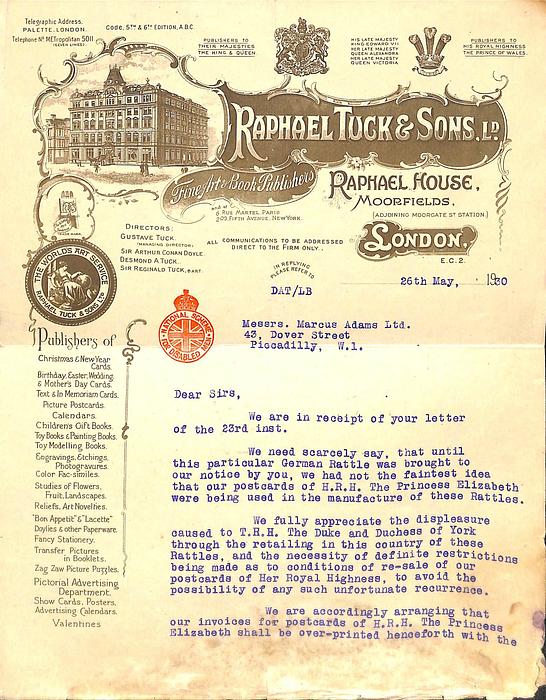 Telegraphic Address.
PALETTE, LONDON.
Code, 5TH & 6TH EDITION, A.B.C.
Telephone No. METropolitan 5011
(SEVEN LINES).
PUBLISHERS TO
THEIR MAJESTIES
THE KING & QUEEN.
HIS LATE MAJESTY
KING EDWARD VII
HER LATE MAJESTY
QUEEN ALEXANDRA
HER LATE MAJESTY
QUEEN VICTORIA
PUBLISHERS TO
HIS ROYAL HIGHNESS
THE PRINCE OF WALES.
RAPHAEL TUCK & SONS, LD.
Fine Art & Book Publishers
RAPHAEL HOUSE,
MOORFIELDS,
(ADJOINING MOORGATE ST STATION.)
LONDON,
E.C. 2.
and at
6 RUE MARTEL, PARIS
FIFTH AVENUE, NEW YORK.
TRADE MARK.
DIRECTORS:
GUSTAVE TUCK.
(MANAGING DIRECTOR)
SIR ARTHUR CONAN DOYLE.
DESMOND A. TUCK.
SIR REGINALD TUCK, BART.
ALL COMMUNICATIONS TO BE ADDRESSED
DIRECT TO THE FIRM ONLY.
IN REPLYING
PLEASE REFER TO
DAT/LB
26th May, 1930
THE WORLD'S ART SERVICE
RAPHAEL TUCK & SONS LTD
NATIONAL SCHEME
DISABLED
Messrs. Marcus Adams Ltd.
43, Dover Street
Piccadilly, W.1.
Publishers of
Christmas & New Year
Cards.
Birthday, Easter, Wedding,
& Mother's Day Cards.
Text & In Memoriam Cards.
Picture Postcards.
Calendars.
Children's Gift Books.
Toy Books & Painting Books.
Toy Modelling Books.
Engravings, Etchings,
Photogravures.
Color Fac-similes.
Studies of Flowers,
Fruit, Landscapes.
Reliefs, Art Novelties.
"Bon Appetit" & "Lacette"
Doylies & other Paperware.
Fancy Stationery.
Transfer Pictures
in Booklets.
Zag Zaw Picture Puzzles.
Pictorial Advertising
Department.
Show Cards, Posters,
Advertising Calendars.
Valentines
Dear Sirs,
We are in receipt of your letter
of the 23rd inst.
We need scarcely say, that until
this particular German Rattle was brought to
our notice by you, we had not the faintest idea
that our postcards of H.R.H. The Princess Elizabeth
were being used in the manufacture of these Rattles.
We fully appreciate the displeasure
caused to T.R.H. The Duke and Duchess of York
through the retailing in this country of these
Rattles, and the necessity of definite restrictions
being made as to conditions of re-sale of our
postcards of Her Royal Highness, to avoid the
possibility of any such unfortunate recurrence.
We are accordingly arranging that
our invoices for postcards of H.R.H. The Princess
Elizabeth shall be over-printed henceforth with the